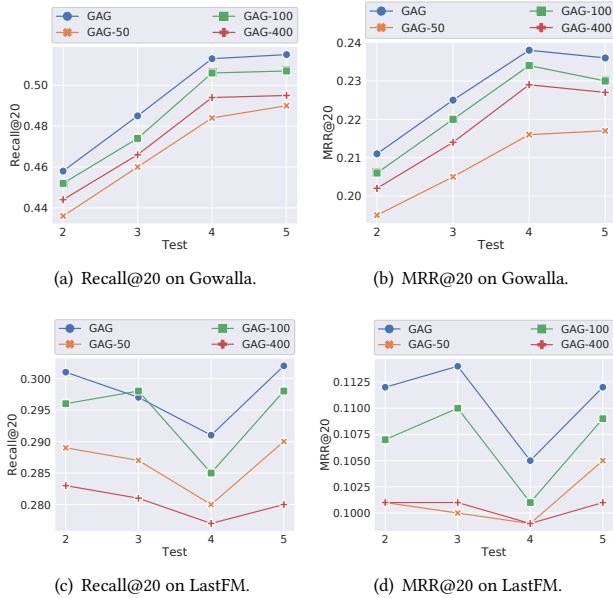 GAG GAG-100
GAG-50 GAG-400
Recall@20
0.50
0.48
0.46
0.44
2 3 4 5
Test
(a) Recall@20 on Gowalla.
GAG GAG-100
GAG-50 GAG-400
MRR@20
0.24
0.23
0.22
0.21
0.20
2 3 4 5
Test
(b) MRR@20 on Gowalla.
GAG GAG-100
GAG-50 GAG-400
Recall@20
0.300
0.295
0.290
0.285
0.280
2 3 4 5
Test
(c) Recall@20 on LastFM.
GAG GAG-100
GAG-50 GAG-400
MRR@20
0.1125
0.1100
0.1075
0.1050
0.1025
0.1000
2 3 4 5
Test
(d) MRR@20 on LastFM.